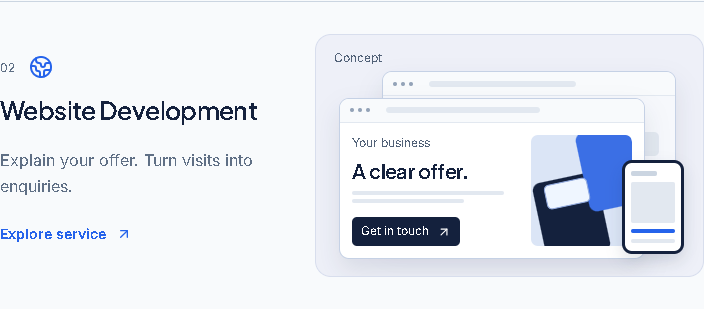 02
Website Development
Explain your offer. Turn visits into
enquiries.
Explore service
Concept
Your business
A clear offer.
Get in touch